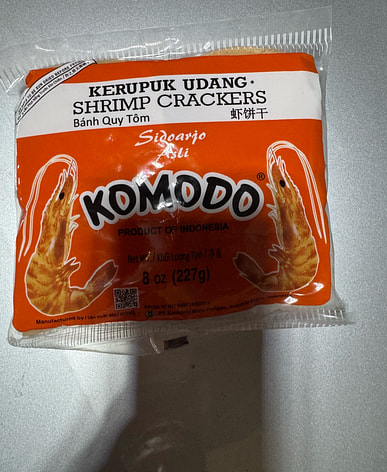 KERUPUK UDANG
SHRIMP CRACKERS
Bánh Quy Tôm 虾饼干
Sidoarjo
Asli
KOMODO®
PRODUCT OF INDONESIA
8 oz (227g)